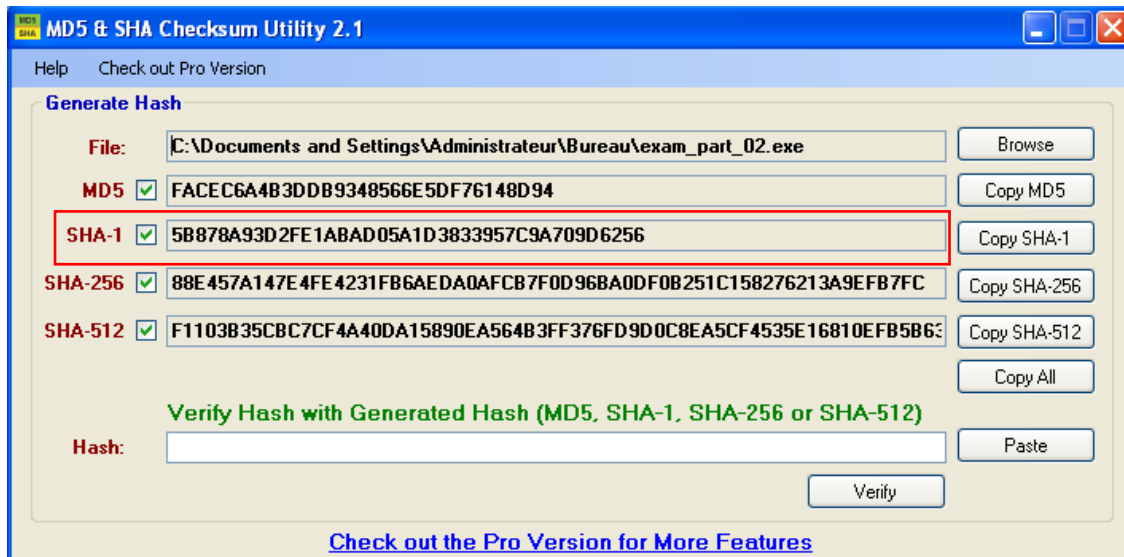 MD5 SHA MD5 & SHA Checksum Utility 2.1
Help Check out Pro Version
Generate Hash
File: C:\Documents and Settings\Administrateur\Bureau\exam_part_02.exe Browse
MD5 FACEC6A4B3DDB9348566E5DF76148D94 Copy MD5
SHA-1 5B878A93D2FE1ABAD05A1D3833957C9A709D6256 Copy SHA-1
SHA-256 88E457A147E4FE4231FB6AEDA0AFCB7F0D96BA0DF0B251C158276213A9EFB7FC Copy SHA-256
SHA-512 F1103B35CBC7CF4A40DA15890EA564B3FF376FD9D0C8EA5CF4535E16810EFB5B63 Copy SHA-512
Copy All
Verify Hash with Generated Hash (MD5, SHA-1, SHA-256 or SHA-512)
Hash: Paste
Verify
Check out the Pro Version for More Features